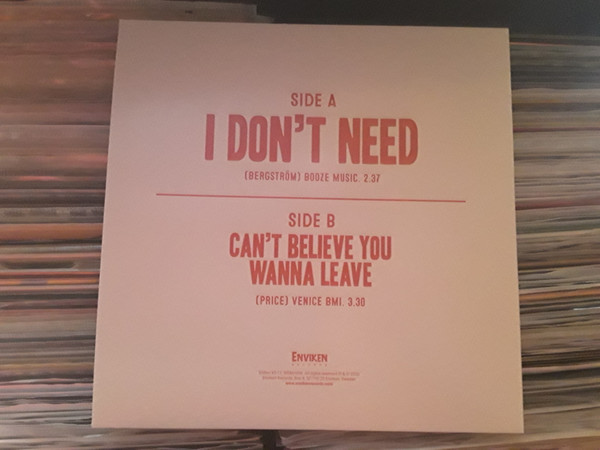 SIDE A
I DON'T NEED
(BERGSTRÖM) BOOZE MUSIC. 2.37
SIDE B
CAN'T BELIEVE YOU
WANNA LEAVE
(PRICE) VENICE BMI. 3.30
ENVIKEN
RECORDS